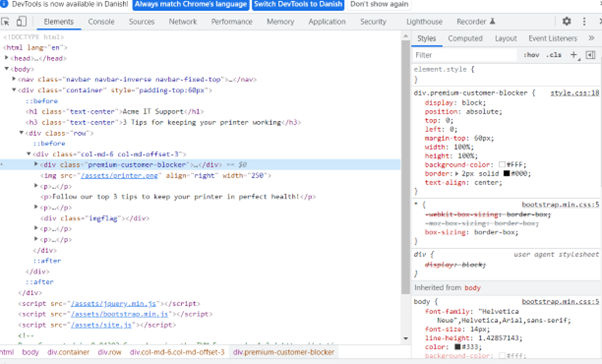 DevTools is now available in Danish! Always match Chrome's language Switch DevTools to Danish Don't show again
Elements Console Sources Network Performance Memory Application Security Lighthouse Recorder
<!DOCTYPE html>
<html lang="en">
<head>…</head>
<body>
<nav class="navbar navbar-inverse navbar-fixed-top">…</nav>
<div class="container" style="padding-top:60px">
::before
<h1 class="text-center">Acme IT Support</h1>
<h3 class="text-center">3 Tips for keeping your printer working</h3>
<div class="row">
::before
<div class="col-md-6 col-md-offset-3">
<div class="premium-customer-blocker">…</div> == $0
<img src="/assets/printer.png" align="right" width="250">
<p>…</p>
<p>Follow our top 3 tips to keep your printer in perfect health!</p>
<p>…</p>
<div class="imgflag"></div>
<p>…</p>
<p>…</p>
</div>
::after
</div>
::after
</div>
<script src="/assets/jquery.min.js"></script>
<script src="/assets/bootstrap.min.js"></script>
<script src="/assets/site.js"></script>
<!--
html body div.container div.row div.col-md-6.col-md-offset-3 div.premium-customer-blocker
Styles Computed Layout Event Listeners »
Filter :hov .cls +
element.style {
}
div.premium-customer-blocker { style.css:18
display: block;
position: absolute;
top: 0;
left: 0;
margin-top: 60px;
width: 100%;
height: 100%;
background-color: #fff;
border: 2px solid #000;
text-align: center;
}
* { bootstrap.min.css:5
-webkit-box-sizing: border-box;
-moz-box-sizing: border-box;
box-sizing: border-box;
}
div { user agent stylesheet
display: block;
}
Inherited from body
body { bootstrap.min.css:5
font-family: "Helvetica
Neue",Helvetica,Arial,sans-serif;
font-size: 14px;
line-height: 1.42857143;
color: #333;
background-color: #fff;